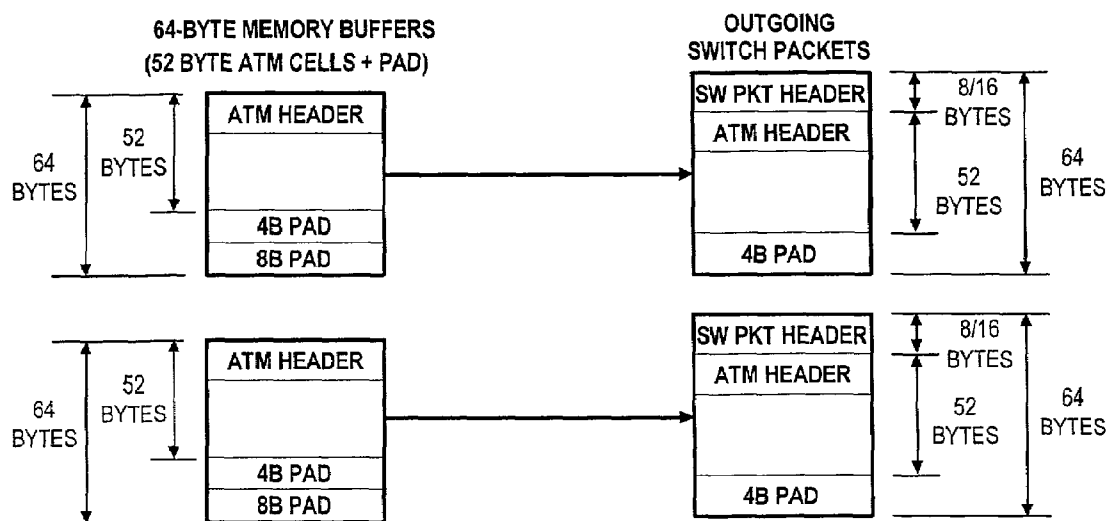 64-BYTE MEMORY BUFFERS
(52 BYTE ATM CELLS + PAD)
OUTGOING
SWITCH PACKETS
64
BYTES
52
BYTES
ATM HEADER
4B PAD
8B PAD
SW PKT HEADER
ATM HEADER
4B PAD
8/16
BYTES
52
BYTES
64
BYTES
64
BYTES
52
BYTES
ATM HEADER
4B PAD
8B PAD
SW PKT HEADER
ATM HEADER
4B PAD
8/16
BYTES
52
BYTES
64
BYTES